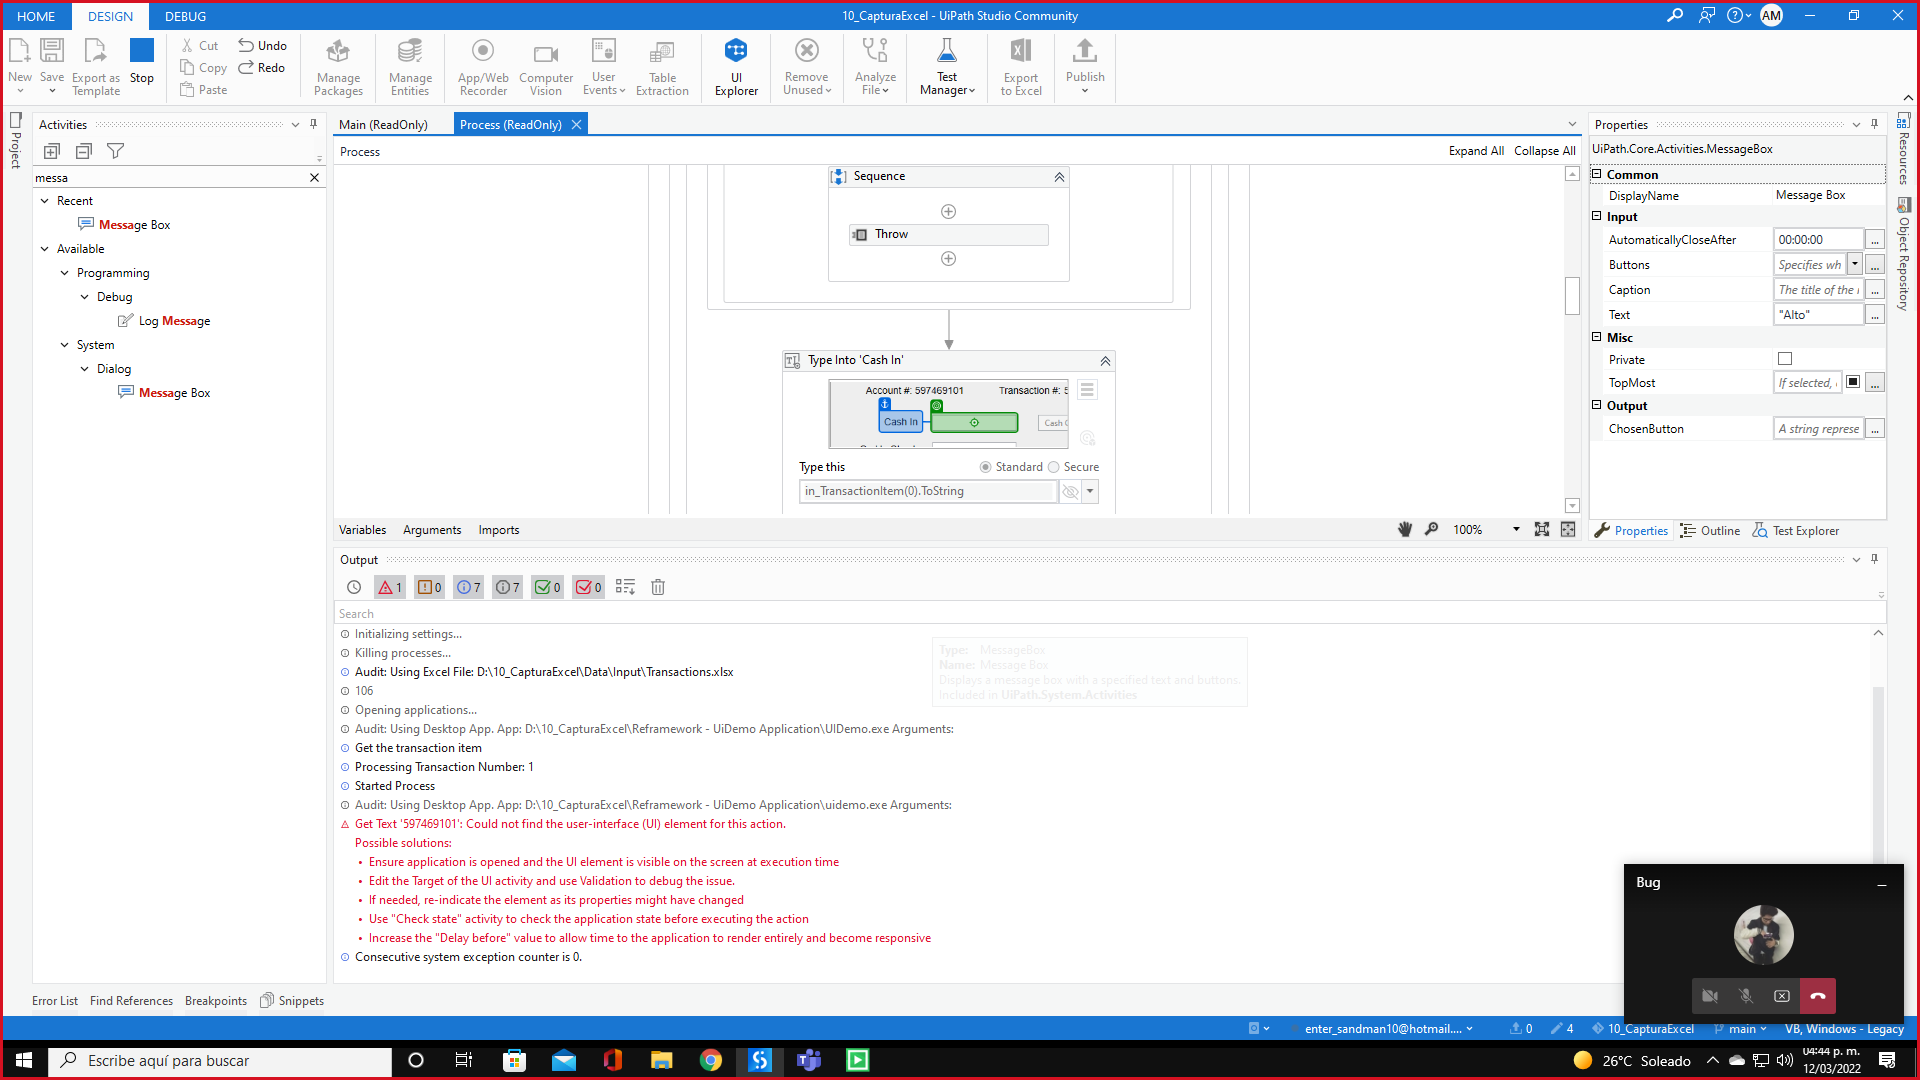 HOME DESIGN DEBUG
10_CapturaExcel - UiPath Studio Community
AM
New
Save
Export as Template
Stop
Cut
Copy
Paste
Undo
Redo
Manage Packages
Manage Entities
App/Web Recorder
Computer Vision
User Events
Table Extraction
UI Explorer
Remove Unused
Analyze File
Test Manager
Export to Excel
Publish
Project
Activities
messa
Recent
Message Box
Available
Programming
Debug
Log Message
System
Dialog
Message Box
Main (ReadOnly)
Process (ReadOnly)
Process
Expand All Collapse All
Sequence
Throw
Type Into 'Cash In'
Account #: 597469101
Transaction #: 5
Cash In
Cash
Type this
Standard
Secure
in_TransactionItem(0).ToString
Variables Arguments Imports
100%
Properties
UiPath.Core.Activities.MessageBox
Common
DisplayName Message Box
Input
AutomaticallyCloseAfter 00:00:00 ...
Buttons Specifies wh ...
Caption The title of the ...
Text "Alto" ...
Misc
Private
TopMost If selected, ...
Output
ChosenButton A string represe ...
Properties Outline Test Explorer
Resources
Object Repository
Output
1 0 7 7 0 0
Search
Initializing settings...
Killing processes...
Audit: Using Excel File: D:\10_CapturaExcel\Data\Input\Transactions.xlsx
106
Opening applications...
Audit: Using Desktop App. App: D:\10_CapturaExcel\Reframework - UiDemo Application\UIDemo.exe Arguments:
Get the transaction item
Processing Transaction Number: 1
Started Process
Audit: Using Desktop App. App: D:\10_CapturaExcel\Reframework - UiDemo Application\uidemo.exe Arguments:
Get Text '597469101': Could not find the user-interface (UI) element for this action.
Possible solutions:
• Ensure application is opened and the UI element is visible on the screen at execution time
• Edit the Target of the UI activity and use Validation to debug the issue.
• If needed, re-indicate the element as its properties might have changed
• Use "Check state" activity to check the application state before executing the action
• Increase the "Delay before" value to allow time to the application to render entirely and become responsive
Consecutive system exception counter is 0.
Type: MessageBox
Name: Message Box
Displays a message box with a specified text and buttons.
Included in UiPath.System.Activities
Bug
Error List Find References Breakpoints Snippets
enter_sandman10@hotmail....
0
4
10_CapturaExcel
main
VB, Windows - Legacy
Escribe aquí para buscar
26°C Soleado
04:44 p. m.
12/03/2022